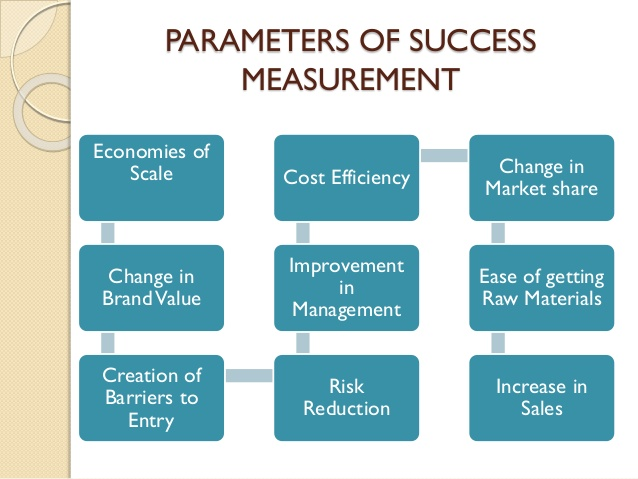 PARAMETERS OF SUCCESS
MEASUREMENT
Economies of
Scale
Change in
Brand Value
Creation of
Barriers to
Entry
Risk
Reduction
Improvement
in
Management
Cost Efficiency
Change in
Market share
Ease of getting
Raw Materials
Increase in
Sales